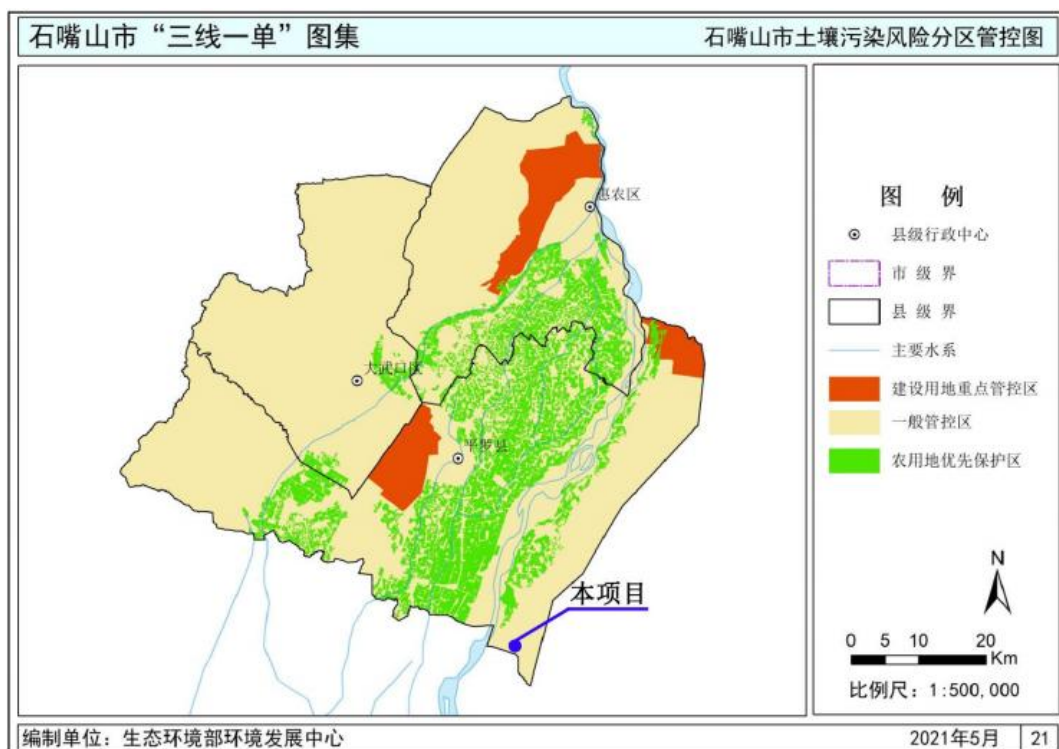 石嘴山市“三线一单”图集
石嘴山市土壤污染风险分区管控图
惠农区
大武口区
平罗县
本项目
图 例
县级行政中心
市 级 界
县 级 界
主要水系
建设用地重点管控区
一般管控区
农用地优先保护区
N
0 5 10 20
Km
比例尺：1:500,000
编制单位：生态环境部环境发展中心
2021年5月
21